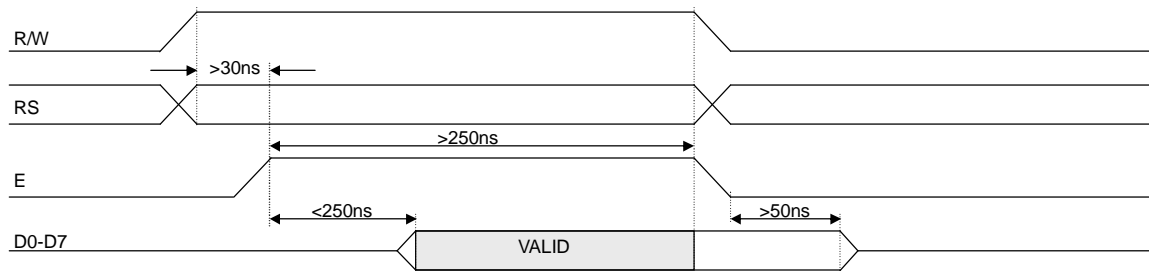 R/W
>30ns
RS
>250ns
E
<250ns
>50ns
D0-D7
VALID